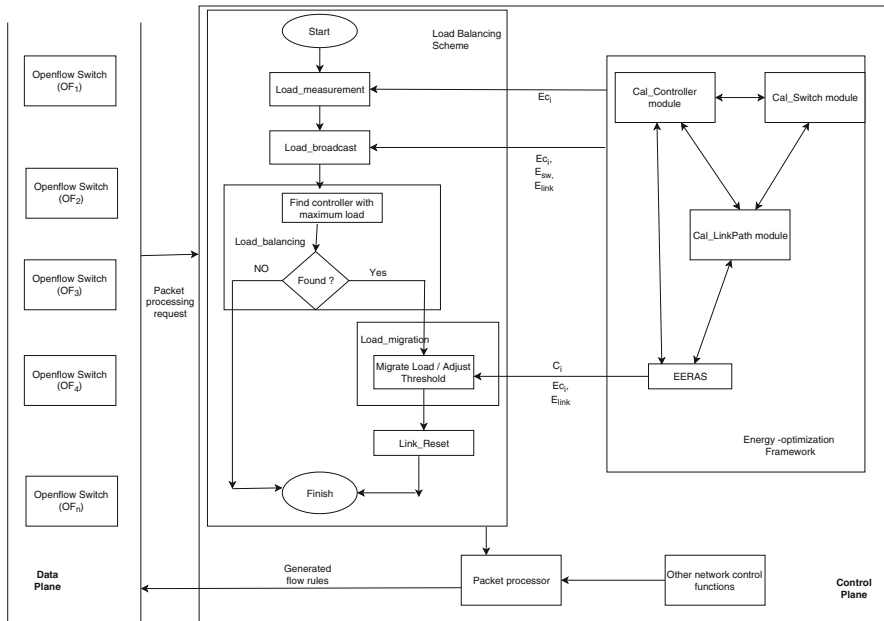 Openflow Switch
(OF1)
Openflow Switch
(OF2)
Openflow Switch
(OF3)
Openflow Switch
(OF4)
Openflow Switch
(OFn)
Data
Plane
Packet
processing
request
Generated
flow rules
Load Balancing
Scheme
Start
Load_measurement
Load_broadcast
Find controller with
maximum load
Load_balancing
Found ?
NO
Yes
Load_migration
Migrate Load / Adjust
Threshold
Link_Reset
Finish
Eci
Eci,
Esw,
Elink
Ci
Eci,
Elink
Cal_Controller
module
Cal_Switch module
Cal_LinkPath module
EERAS
Energy -optimization
Framework
Packet processor
Other network control
functions
Control
Plane